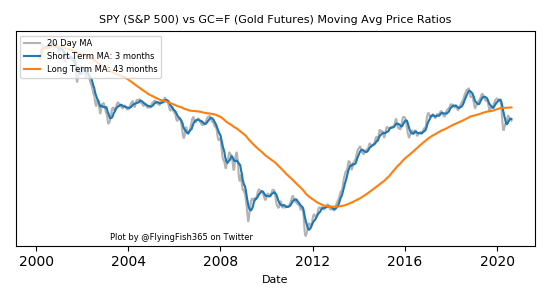 SPY (S&P 500) vs GC=F (Gold Futures) Moving Avg Price Ratios
20 Day MA
Short Term MA: 3 months
Long Term MA: 43 months
Plot by @FlyingFish365 on Twitter
2000 2004 2008 2012 2016 2020
Date